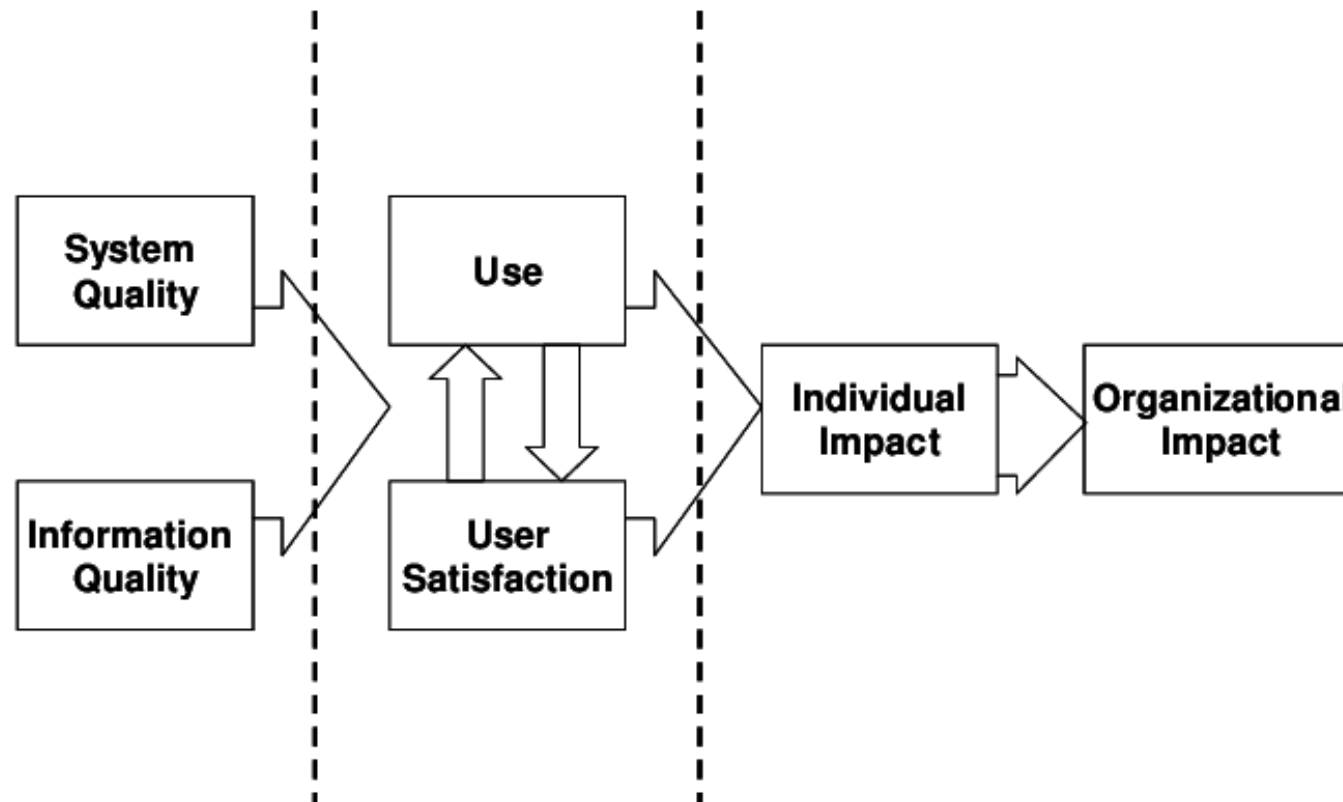 System
Quality
Information
Quality
Use
User
Satisfaction
Individual
Impact
Organizational
Impact